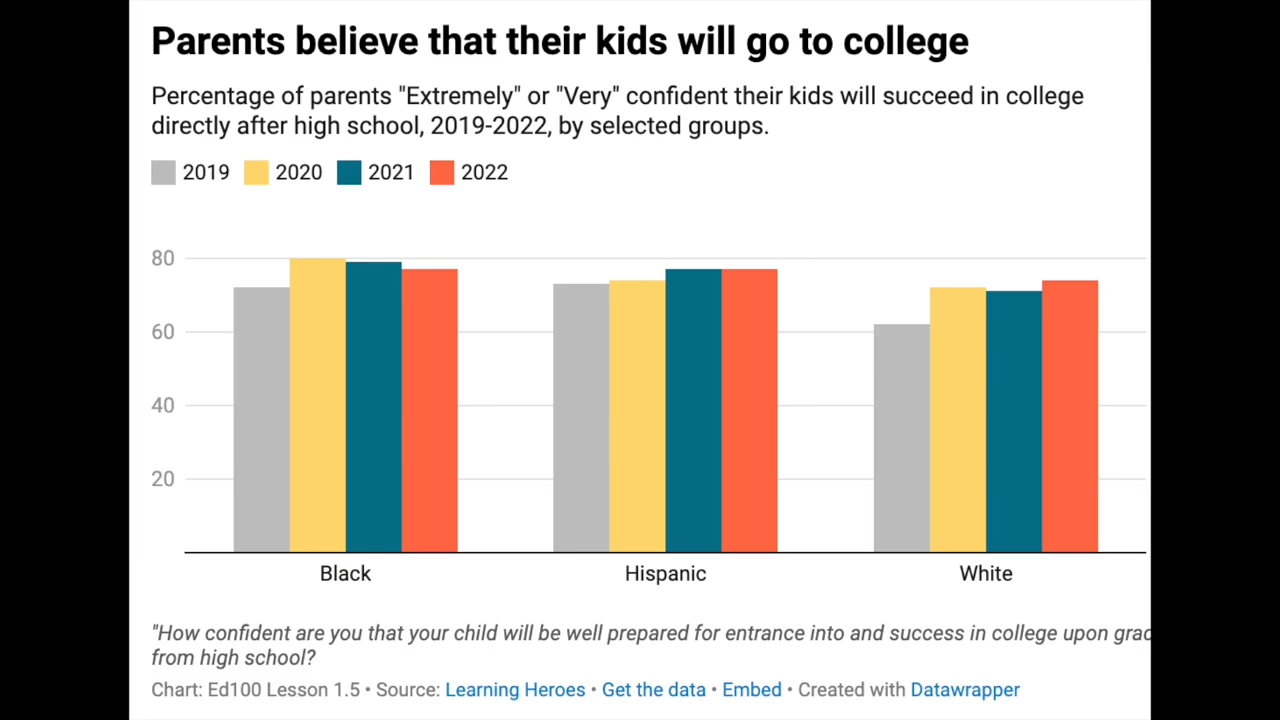 Parents believe that their kids will go to college
Percentage of parents "Extremely" or "Very" confident their kids will succeed in college
directly after high school, 2019-2022, by selected groups.
2019 2020 2021 2022
80
60
40
20
Black Hispanic White
"How confident are you that your child will be well prepared for entrance into and success in college upon grad
from high school?
Chart: Ed100 Lesson 1.5 • Source: Learning Heroes • Get the data • Embed • Created with Datawrapper